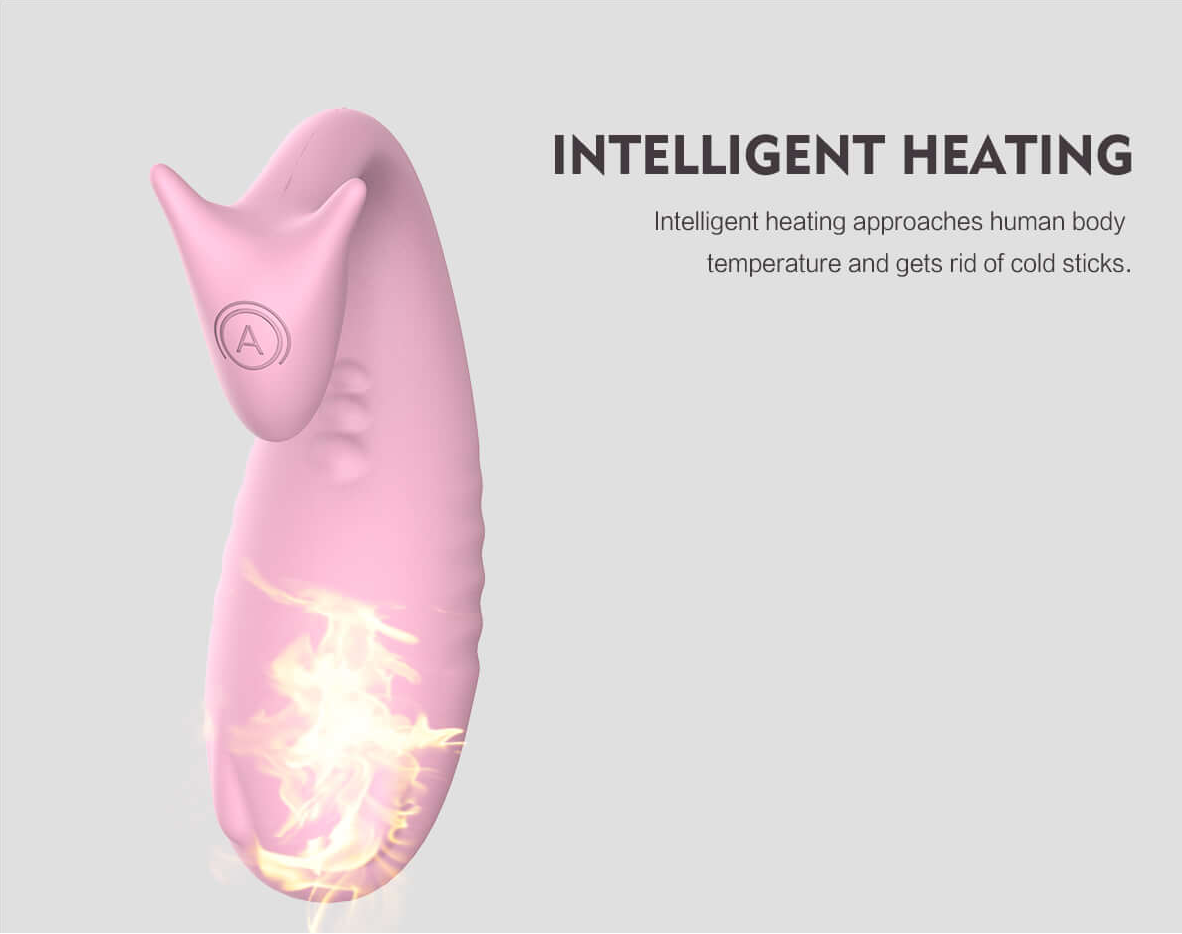 INTELLIGENT HEATING
Intelligent heating approaches human body
temperature and gets rid of cold sticks.
A